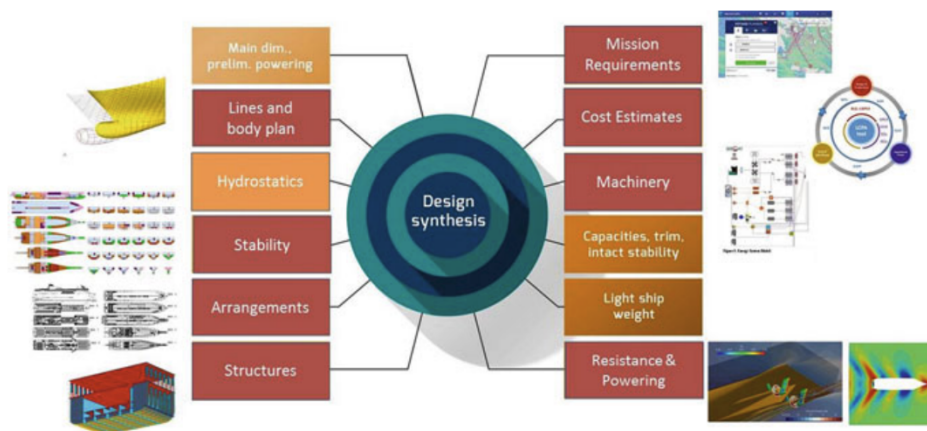 Main dim.,
prelim. powering
Lines and
body plan
Hydrostatics
Stability
Arrangements
Structures
Design
synthesis
Mission
Requirements
Cost Estimates
Machinery
Capacities, trim,
intact stability
Light ship
weight
Resistance &
Powering